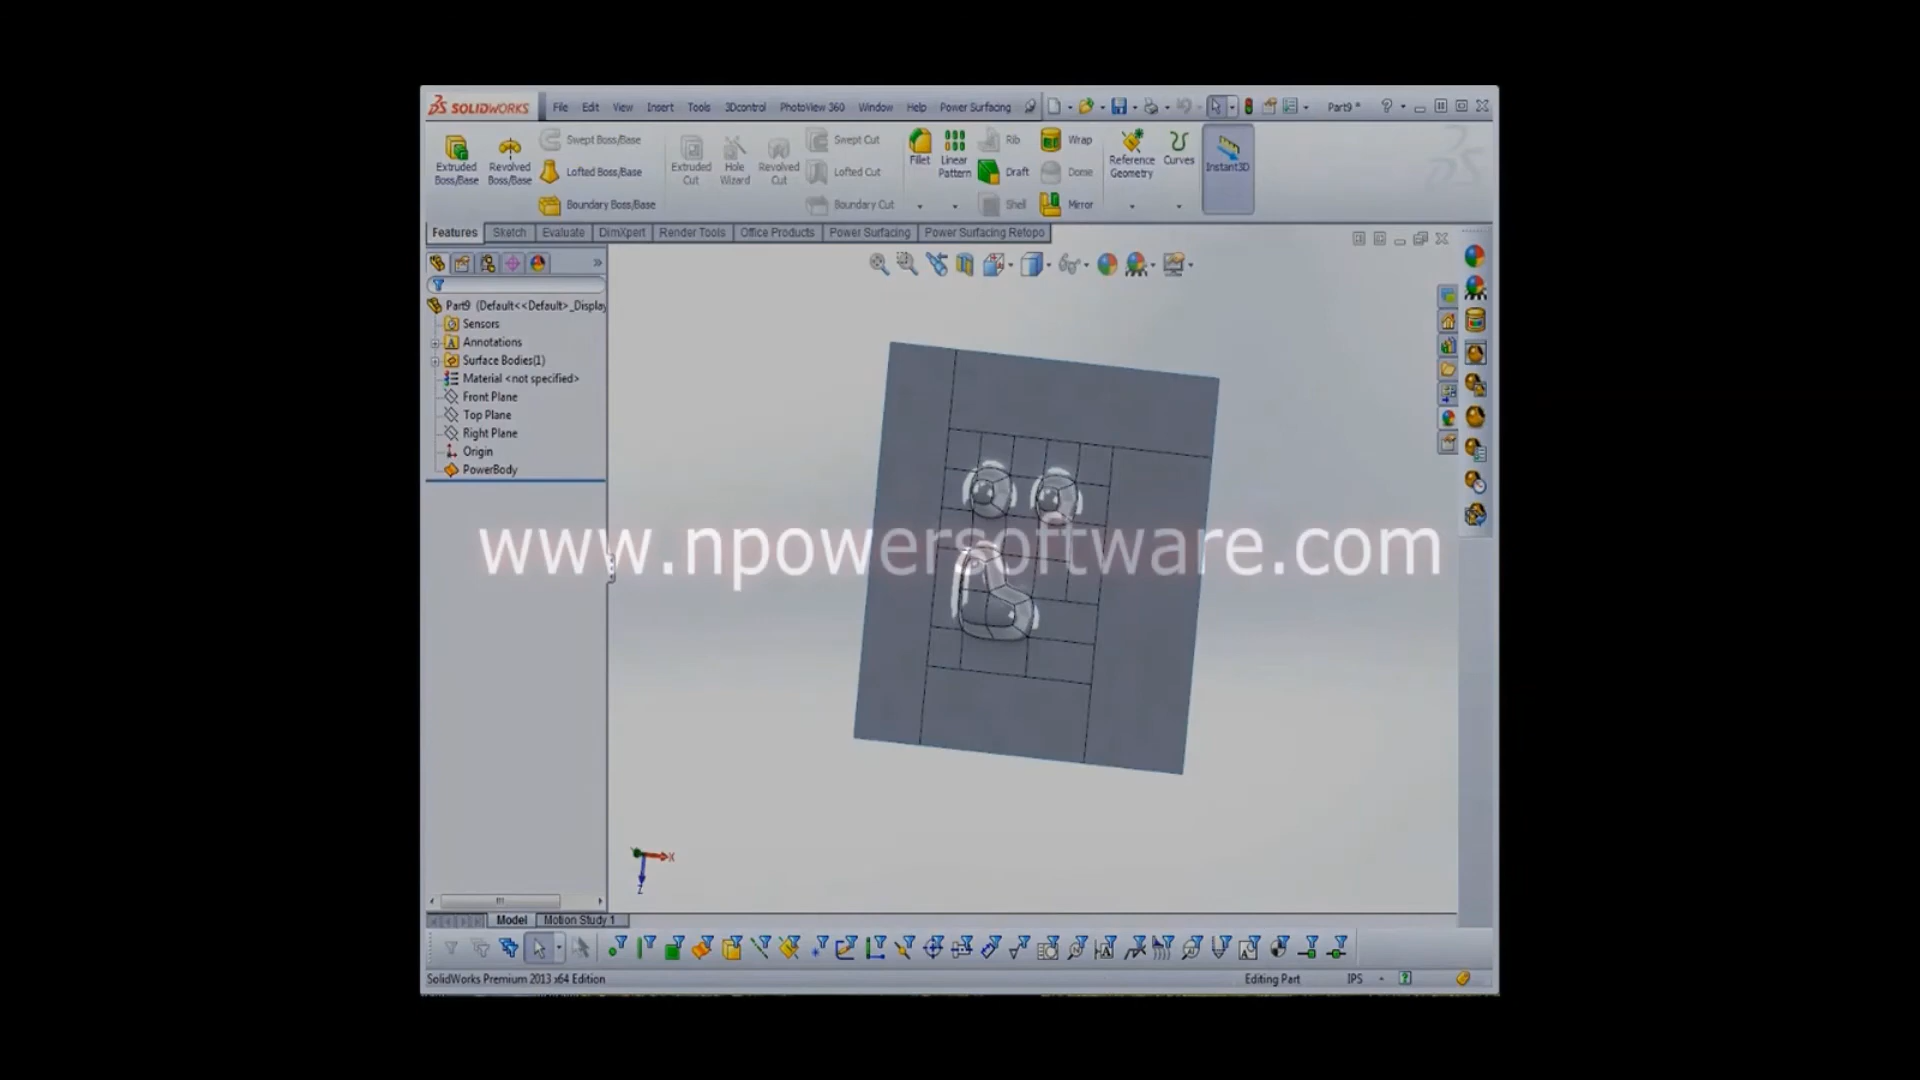 SOLIDWORKS File Edit View Insert Tools 3Dcontrol PhotoView 360 Window Help Power Surfacing Part9 *
Extruded Boss/Base
Revolved Boss/Base
Swept Boss/Base
Lofted Boss/Base
Boundary Boss/Base
Extruded Cut
Hole Wizard
Revolved Cut
Swept Cut
Lofted Cut
Boundary Cut
Fillet
Linear Pattern
Rib
Draft
Shell
Wrap
Dome
Mirror
Reference Geometry
Curves
Instant3D
Features Sketch Evaluate DimXpert Render Tools Office Products Power Surfacing Power Surfacing Retopo
Part9 (Default<<Default>_Display
Sensors
Annotations
Surface Bodies(1)
Material <not specified>
Front Plane
Top Plane
Right Plane
Origin
PowerBody
www.npowersoftware.com
X
Z
Model Motion Study 1
SolidWorks Premium 2013 x64 Edition Editing Part IPS